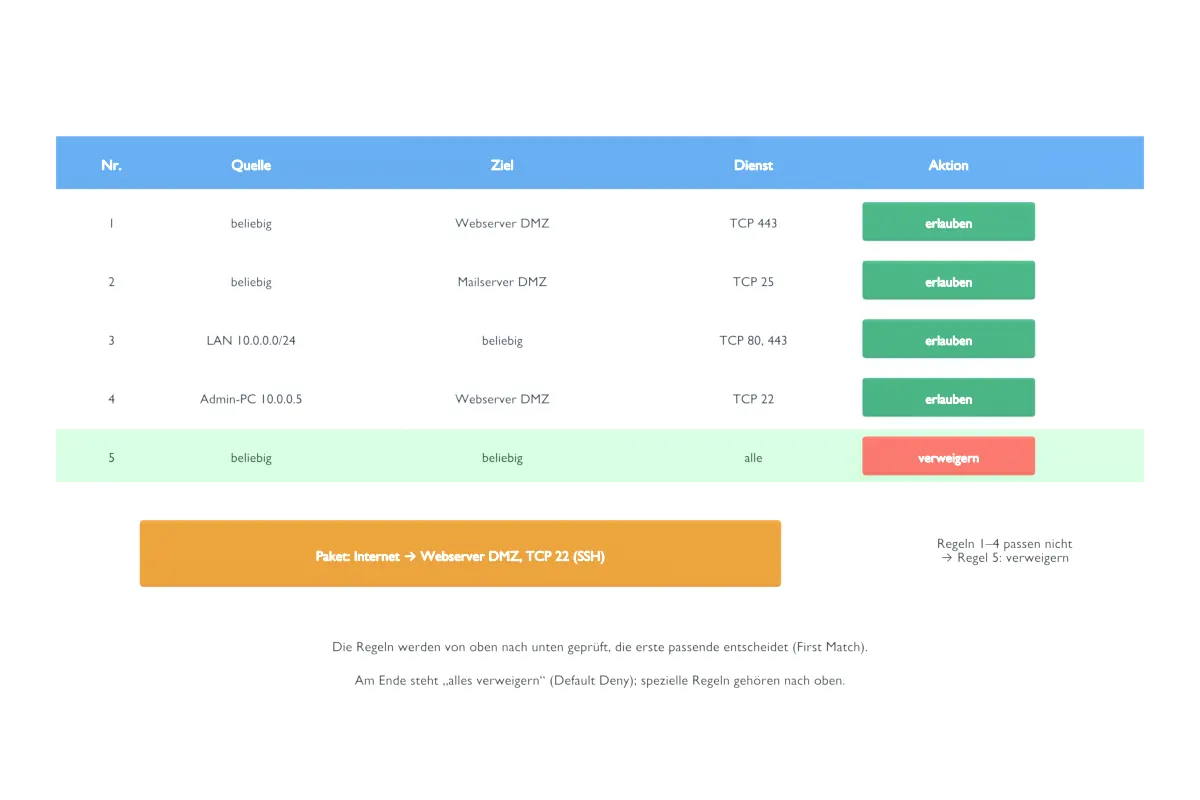 Nr. Quelle Ziel Dienst Aktion
1 beliebig Webserver DMZ TCP 443 erlauben
2 beliebig Mailserver DMZ TCP 25 erlauben
3 LAN 10.0.0.0/24 beliebig TCP 80, 443 erlauben
4 Admin-PC 10.0.0.5 Webserver DMZ TCP 22 erlauben
5 beliebig beliebig alle verweigern
Paket: Internet → Webserver DMZ, TCP 22 (SSH)
Regeln 1–4 passen nicht
→ Regel 5: verweigern
Die Regeln werden von oben nach unten geprüft, die erste passende entscheidet (First Match).
Am Ende steht „alles verweigern“ (Default Deny); spezielle Regeln gehören nach oben.